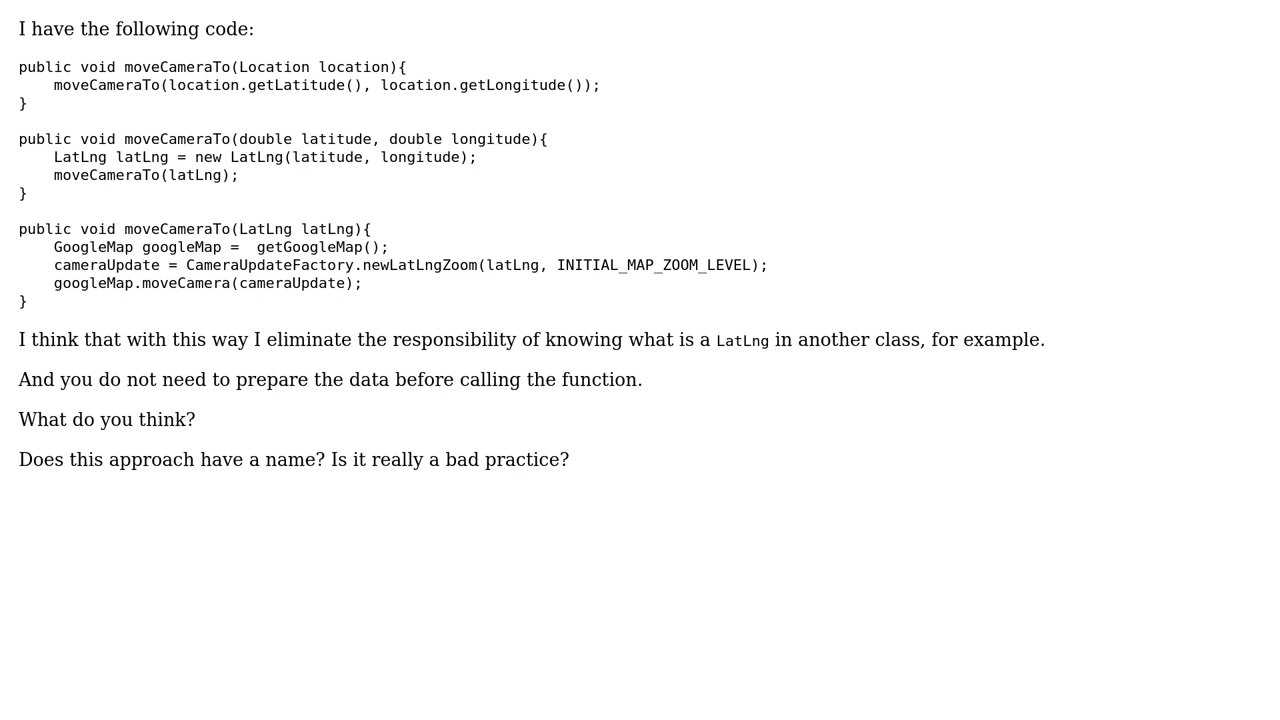 I have the following code:
public void moveCameraTo(Location location){
    moveCameraTo(location.getLatitude(), location.getLongitude());
}
public void moveCameraTo(double latitude, double longitude){
    LatLng latLng = new LatLng(latitude, longitude);
    moveCameraTo(latLng);
}
public void moveCameraTo(LatLng latLng){
    GoogleMap googleMap =  getGoogleMap();
    cameraUpdate = CameraUpdateFactory.newLatLngZoom(latLng, INITIAL_MAP_ZOOM_LEVEL);
    googleMap.moveCamera(cameraUpdate);
}
I think that with this way I eliminate the responsibility of knowing what is a LatLng in another class, for example.
And you do not need to prepare the data before calling the function.
What do you think?
Does this approach have a name? Is it really a bad practice?